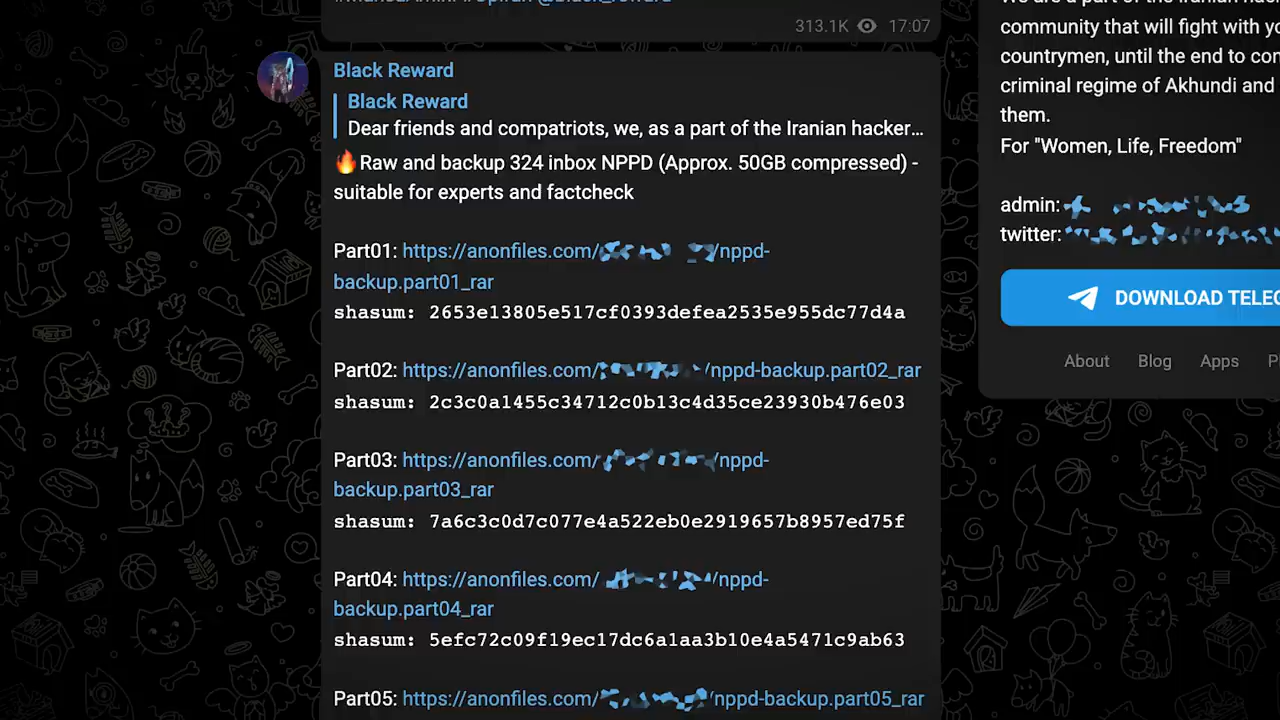 313.1K 17:07
Black Reward
Black Reward
Dear friends and compatriots, we, as a part of the Iranian hacker...
🔥Raw and backup 324 inbox NPPD (Approx. 50GB compressed) -
suitable for experts and factcheck
Part01: https://anonfiles.com/ /nppd-
backup.part01_rar
shasum: 2653e13805e517cf0393defea2535e955dc77d4a
Part02: https://anonfiles.com/ /nppd-backup.part02_rar
shasum: 2c3c0a1455c34712c0b13c4d35ce23930b476e03
Part03: https://anonfiles.com/ /nppd-
backup.part03_rar
shasum: 7a6c3c0d7c077e4a522eb0e2919657b8957ed75f
Part04: https://anonfiles.com/ /nppd-
backup.part04_rar
shasum: 5efc72c09f19ec17dc6a1aa3b10e4a5471c9ab63
Part05: https://anonfiles.com/ /nppd-backup.part05_rar
community that will fight with
countrymen, until the end to
criminal regime of Akhundi and
them.
For "Women, Life, Freedom"
admin:
twitter:
DOWNLOAD
About Blog Apps